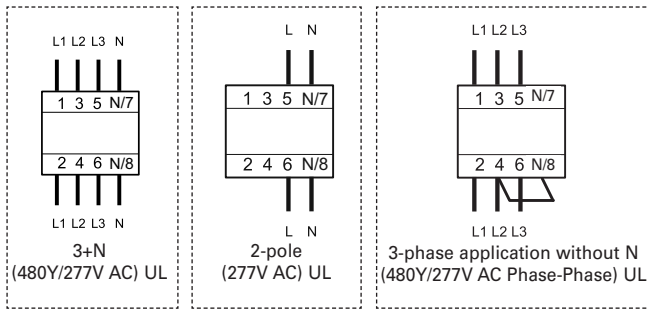 L1 L2 L3 N
1 3 5 N/7
2 4 6 N/8
L1 L2 L3 N
3+N
(480Y/277V AC) UL
L N
1 3 5 N/7
2 4 6 N/8
L N
2-pole
(277V AC) UL
L1 L2 L3
1 3 5 N/7
2 4 6 N/8
L1 L2 L3
3-phase application without N
(480Y/277V AC Phase-Phase) UL